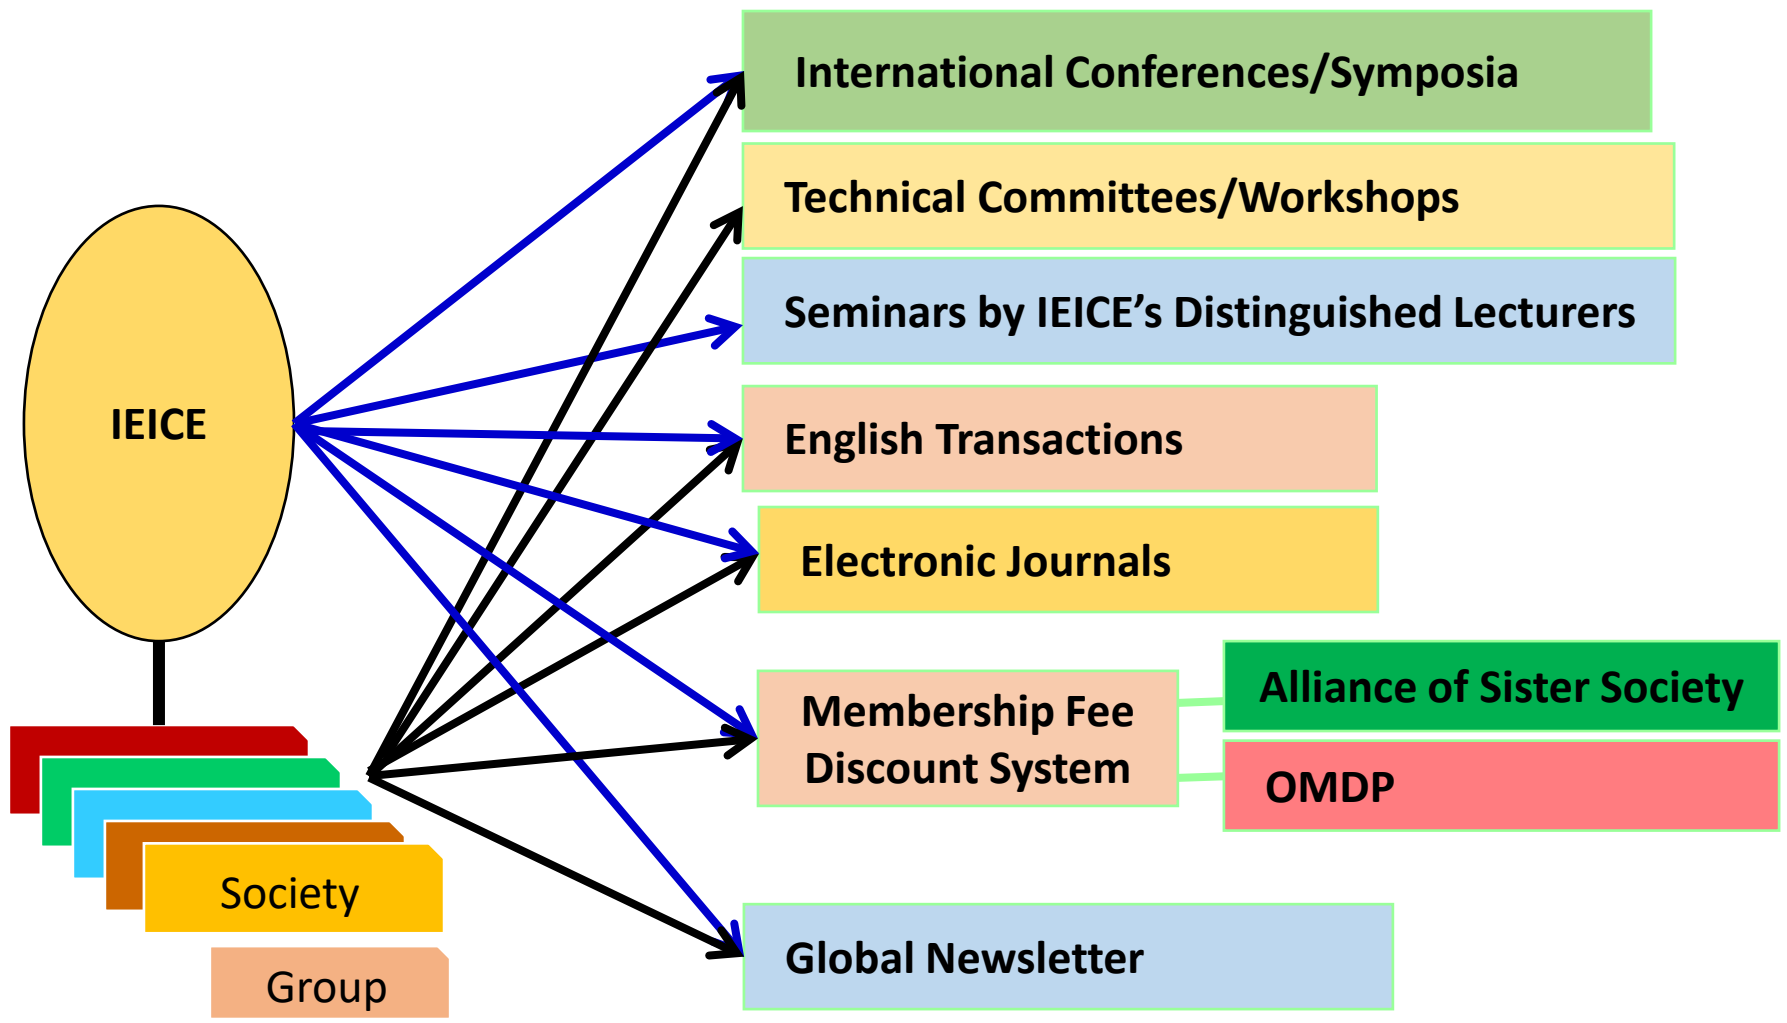 International Conferences/Symposia
Technical Committees/Workshops
Seminars by IEICE’s Distinguished Lecturers
IEICE
English Transactions
Electronic Journals
Membership Fee
Discount System
Alliance of Sister Society
OMDP
Society
Global Newsletter
Group